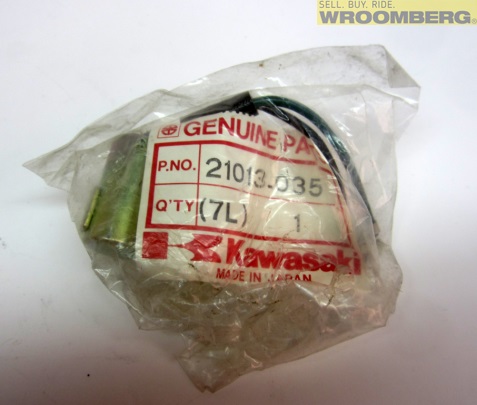 SELL. BUY. RIDE.
WROOMBERG®
GENUINE PA
P.NO. 21013-035
Q'TY (7L) 1
Kawasaki
MADE IN JAPAN